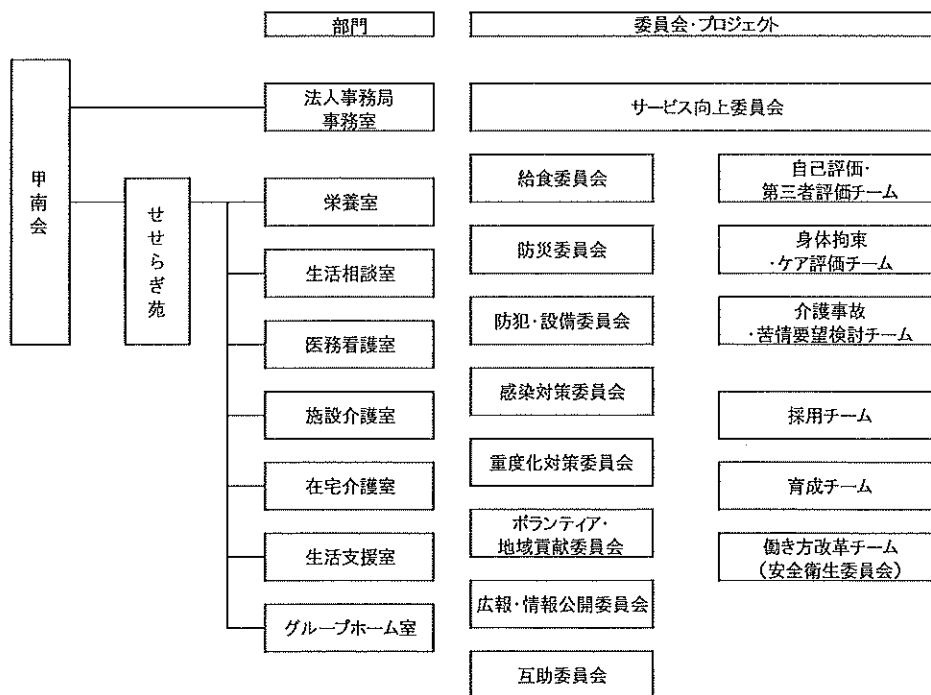 部門
委員会・プロジェクト
甲南会
法人事務局
事務室
サービス向上委員会
せせらぎ苑
栄養室
生活相談室
医務看護室
施設介護室
在宅介護室
生活支援室
グループホーム室
給食委員会
防災委員会
防犯・設備委員会
感染対策委員会
重度化対策委員会
ボランティア・
地域貢献委員会
広報・情報公開委員会
互助委員会
自己評価・
第三者評価チーム
身体拘束
・ケア評価チーム
介護事故
・苦情要望検討チーム
採用チーム
育成チーム
働き方改革チーム
（安全衛生委員会）